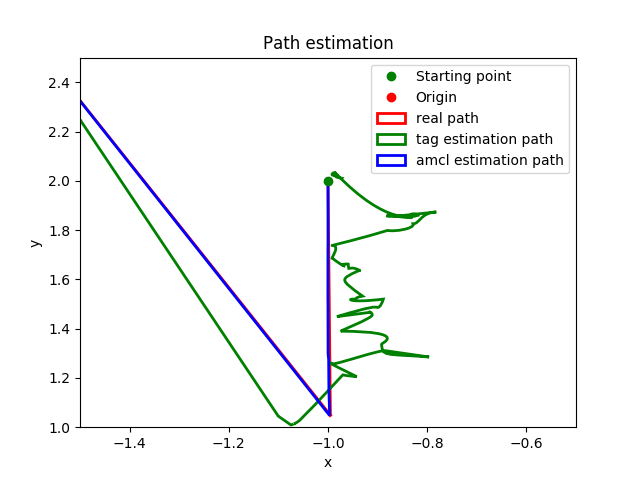 Path estimation
Starting point
Origin
real path
tag estimation path
amcl estimation path
y
2.4
2.2
2.0
1.8
1.6
1.4
1.2
1.0
−1.4 −1.2 −1.0 −0.8 −0.6
x